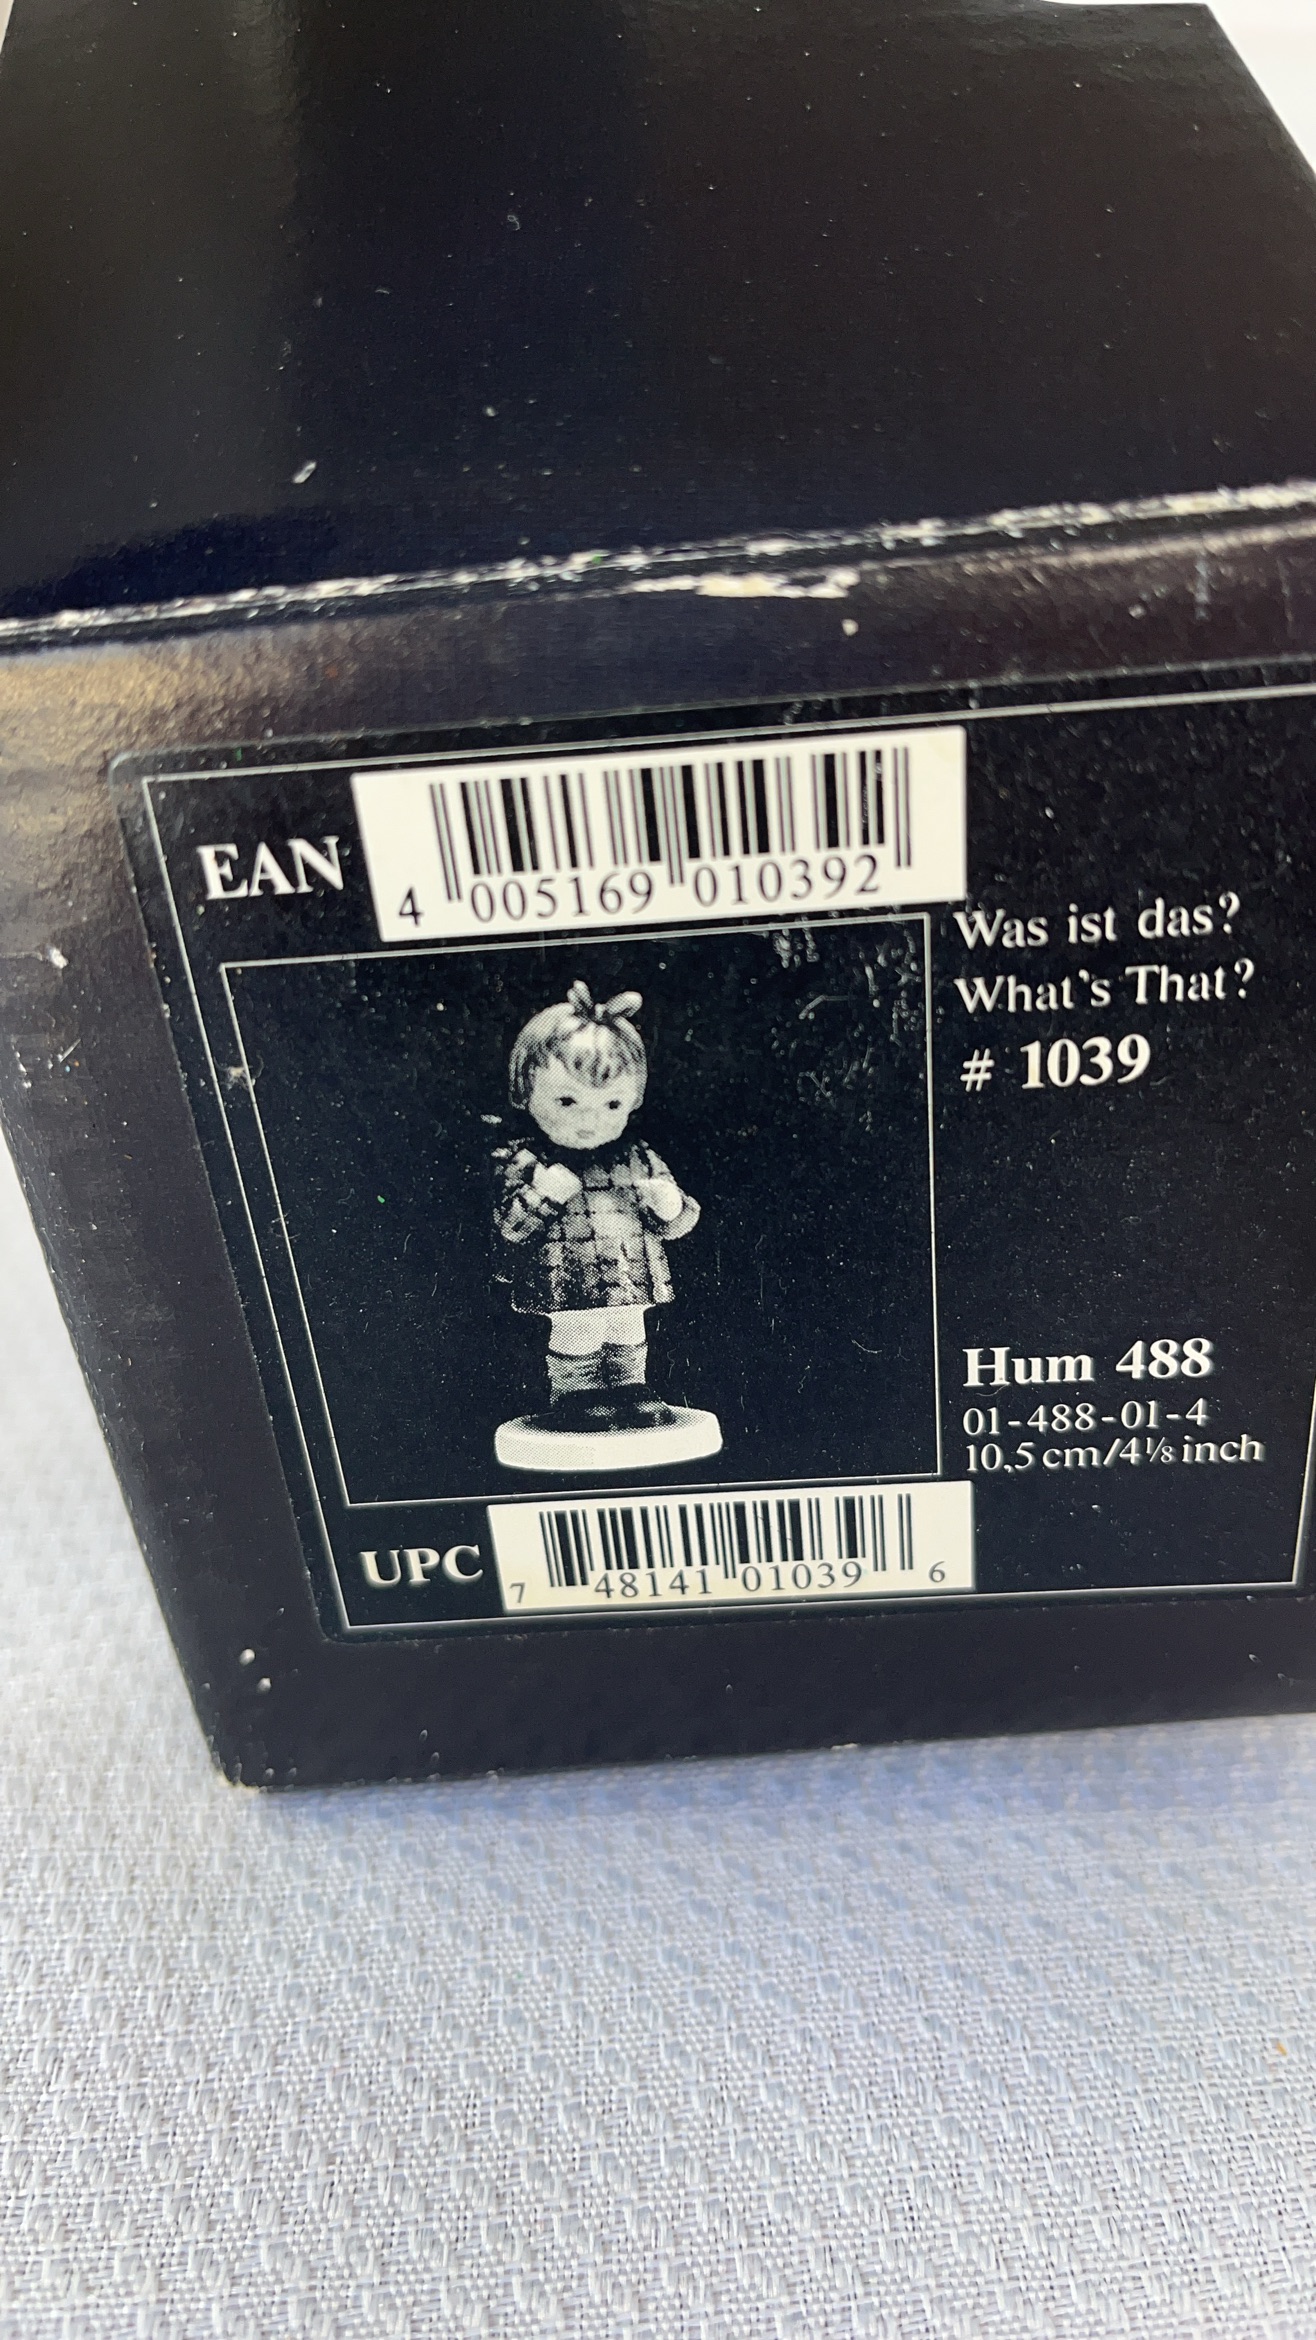 EAN
4 005169 010392
Was ist das?
What's That?
# 1039
Hum 488
01-488-01-4
10,5 cm/4⅛ inch
UPC
7 48141 01039 6